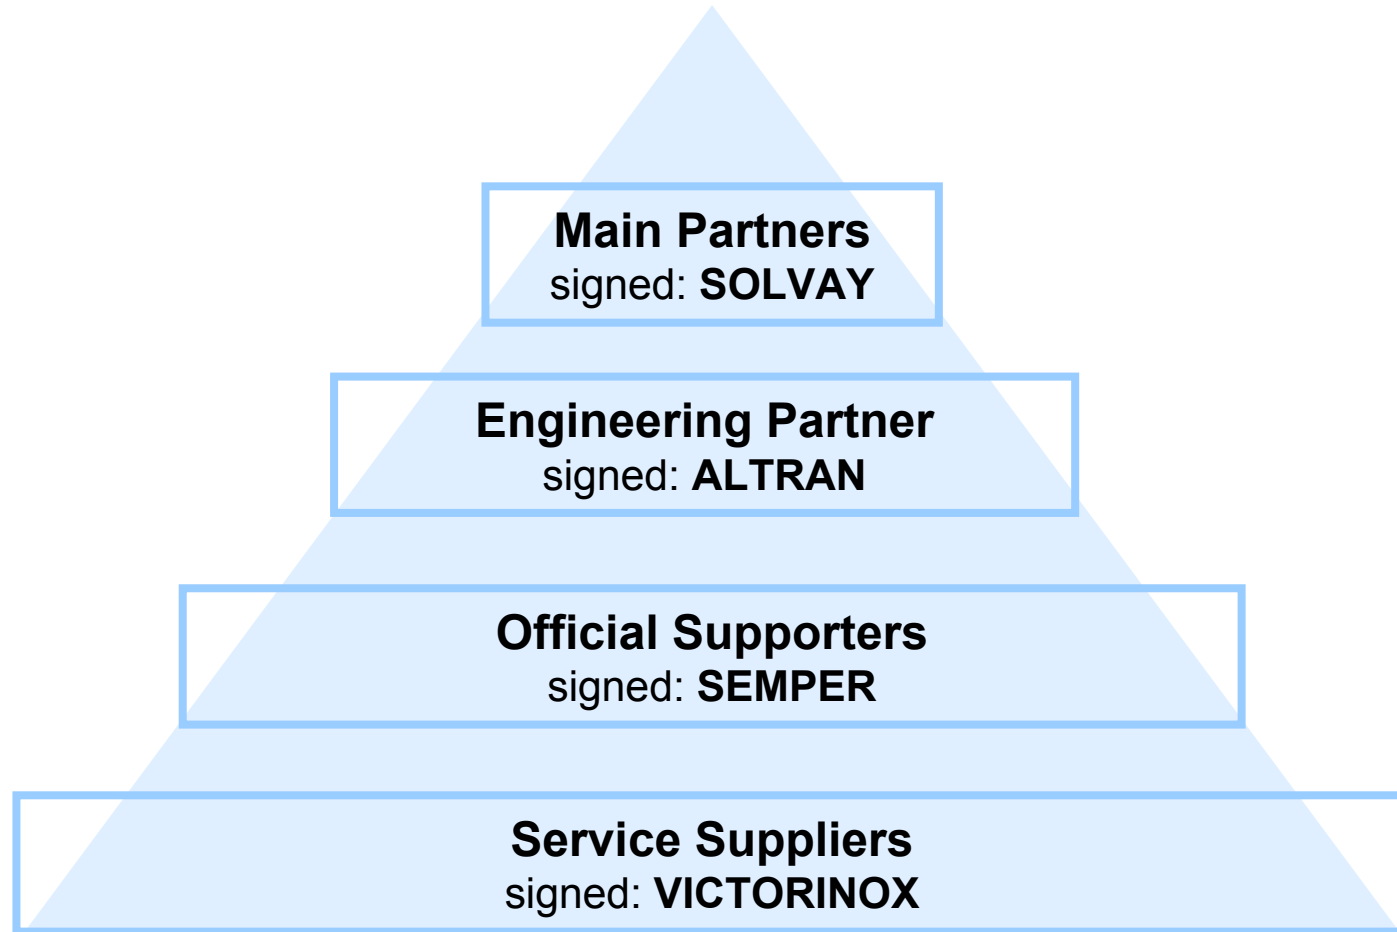 Main Partners
signed: SOLVAY
Engineering Partner
signed: ALTRAN
Official Supporters
signed: SEMPER
Service Suppliers
signed: VICTORINOX